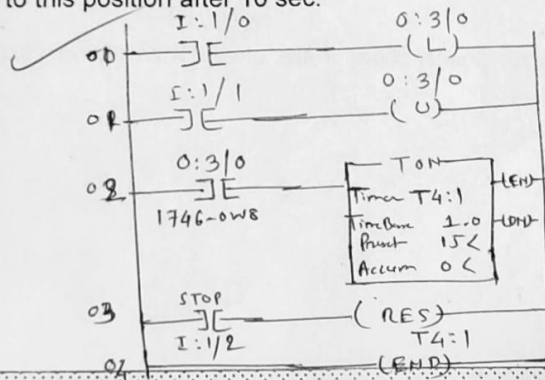 to this position after 10 sec.
I:1/0 O:3/0
00 ] [ (L)
I:1/1 O:3/0
01 ] [ (U)
O:3/0 TON
02 ] [ Timer T4:1 (EN)
1746-OW8 Time Base 1.0 (DN)
Preset 15<
Accum 0<
STOP
03 ] [ (RES)
I:1/2 T4:1
04 (END)